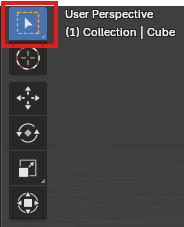 User Perspective
(1) Collection | Cube